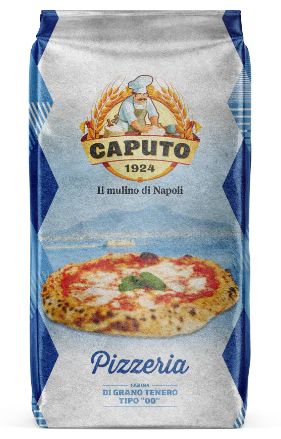 CAPUTO
1924
Il mulino di Napoli
Pizzeria
FARINA
DI GRANO TENERO
TIPO "00"